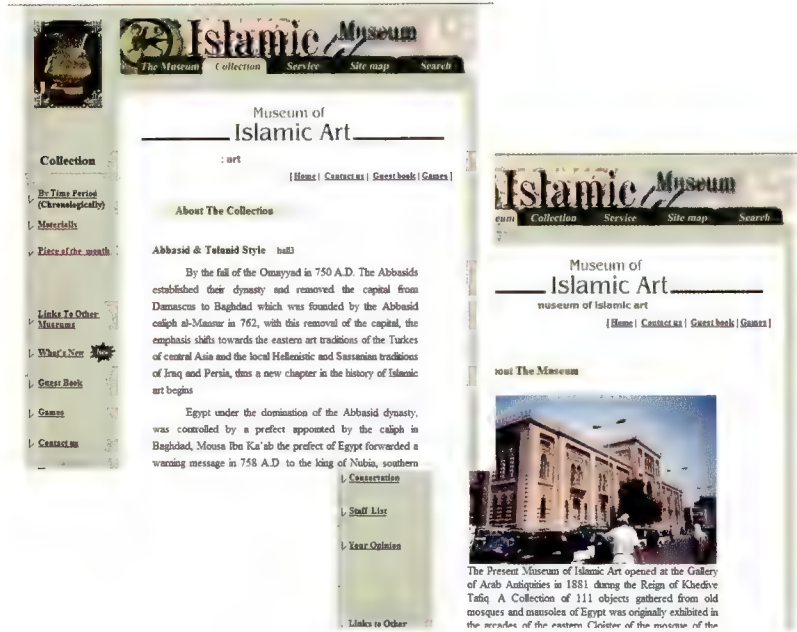 Islamic Museum
The Museum Collection Service Site map Search
Museum of
Islamic Art
: art
[ Home | Contact us | Guest book | Games ]
Collection
By Time Period
(Chronologically)
Materially
Piece of the month
Links To Other
Museums
What's New
Guest Book
Games
Contact us
About The Collection
Abbasid & Tulunid Style hall3
By the fall of the Omayyad in 750 A.D. The Abbasids
established their dynasty and removed the capital from
Damascus to Baghdad which was founded by the Abbasid
caliph al-Mansur in 762, with this removal of the capital, the
emphasis shifts towards the eastern art traditions of the Turkes
of central Asia and the local Hellenistic and Sassanian traditions
of Iraq and Persia, thus a new chapter in the history of Islamic
art begins
Egypt under the domination of the Abbasid dynasty,
was controlled by a prefect appointed by the caliph in
Baghdad, Mousa Ibn Ka'ab the prefect of Egypt forwarded a
warning message in 758 A.D to the king of Nubia, southern
Conservation
Staff List
Your Opinion
Links to Other
Islamic Museum
eum Collection Service Site map Search
Museum of
Islamic Art
museum of islamic art
[ Home | Contact us | Guest book | Games ]
bout The Museum
The Present Museum of Islamic Art opened at the Gallery
of Arab Antiquities in 1881 during the Reign of Khedive
Tafiq A Collection of 111 objects gathered from old
mosques and mausolea of Egypt was originally exhibited in
the arcades of the eastern Cloister of the mosque of the